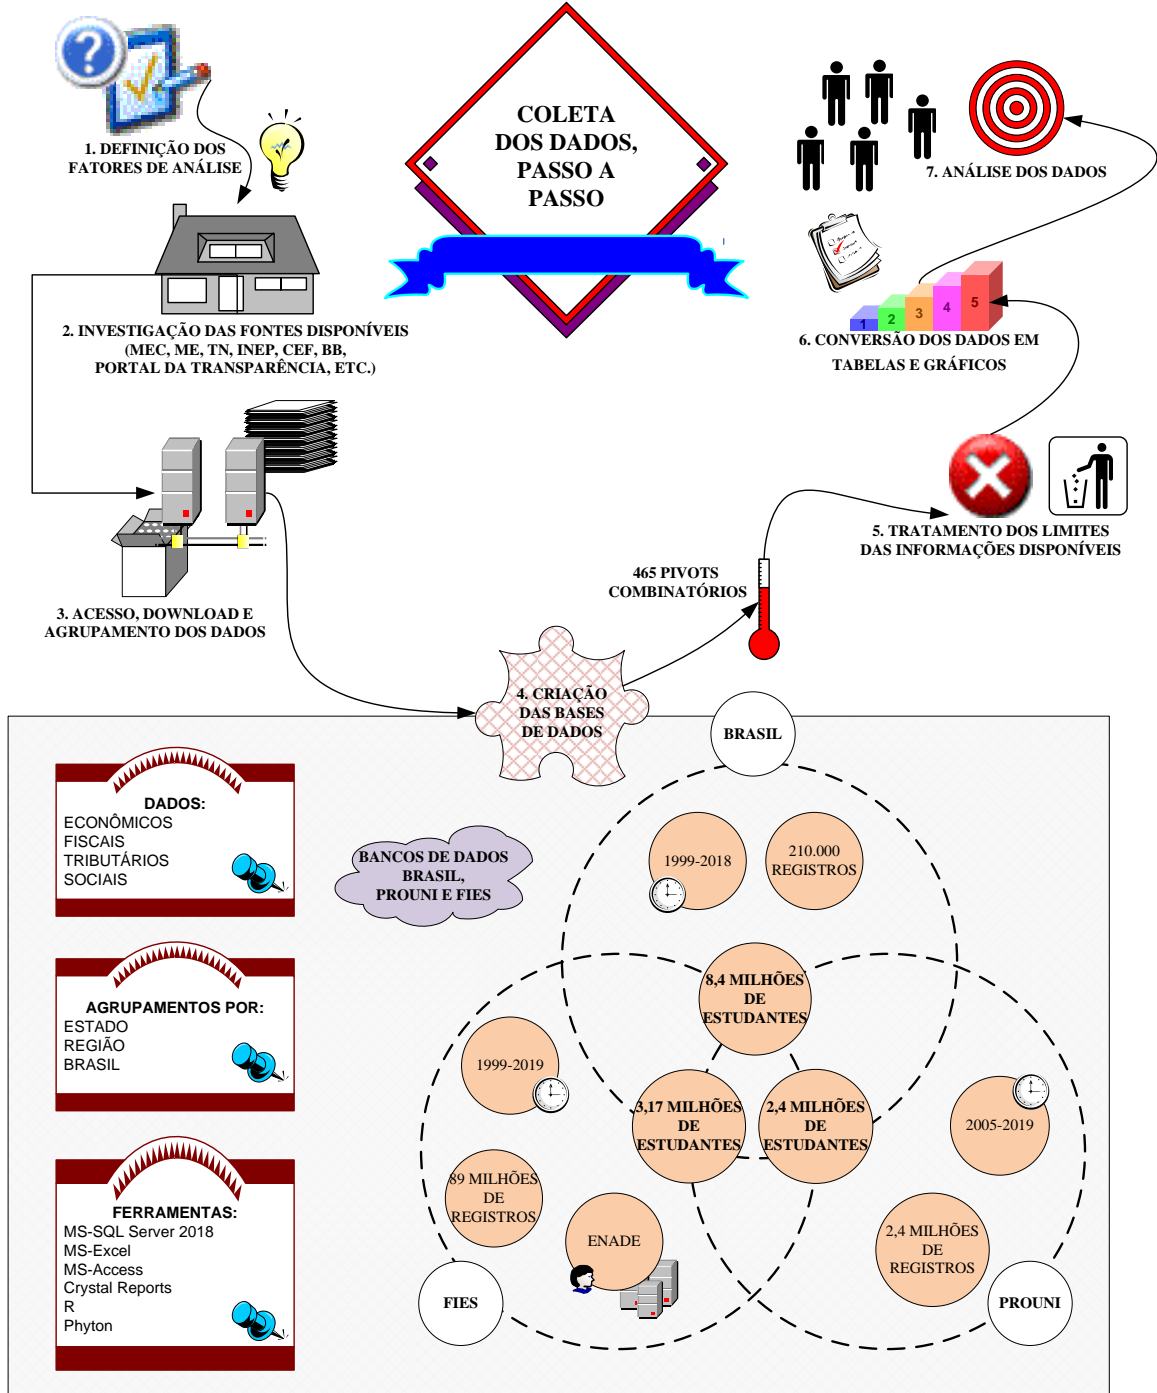 COLETA
DOS DADOS,
PASSO A
PASSO
1. DEFINIÇÃO DOS
FATORES DE ANÁLISE
2. INVESTIGAÇÃO DAS FONTES DISPONÍVEIS
(MEC, ME, TN, INEP, CEF, BB,
PORTAL DA TRANSPARÊNCIA, ETC.)
3. ACESSO, DOWNLOAD E
AGRUPAMENTO DOS DADOS
4. CRIAÇÃO
DAS BASES
DE DADOS
465 PIVOTS
COMBINATÓRIOS
5. TRATAMENTO DOS LIMITES
DAS INFORMAÇÕES DISPONÍVEIS
1 2 3 4 5
6. CONVERSÃO DOS DADOS EM
TABELAS E GRÁFICOS
7. ANÁLISE DOS DADOS
DADOS:
ECONÔMICOS
FISCAIS
TRIBUTÁRIOS
SOCIAIS
AGRUPAMENTOS POR:
ESTADO
REGIÃO
BRASIL
FERRAMENTAS:
MS-SQL Server 2018
MS-Excel
MS-Access
Crystal Reports
R
Phyton
BANCOS DE DADOS
BRASIL,
PROUNI E FIES
BRASIL
1999-2018
210.000
REGISTROS
8,4 MILHÕES
DE
ESTUDANTES
3,17 MILHÕES
DE
ESTUDANTES
2,4 MILHÕES
DE
ESTUDANTES
1999-2019
89 MILHÕES
DE
REGISTROS
ENADE
FIES
2005-2019
2,4 MILHÕES
DE
REGISTROS
PROUNI